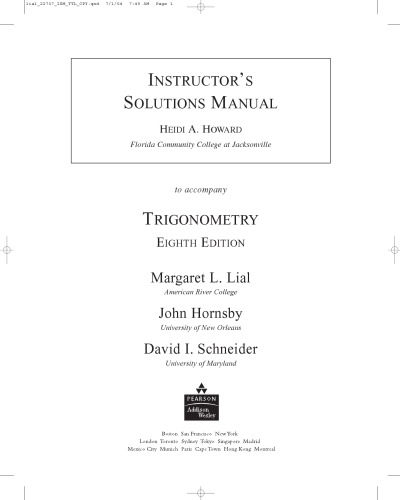 lial_22757_ISM_TTL_CPY.qxd 7/1/04 7:49 AM Page 1
INSTRUCTOR'S
SOLUTIONS MANUAL
HEIDI A. HOWARD
Florida Community College at Jacksonville
to accompany
TRIGONOMETRY
EIGHTH EDITION
Margaret L. Lial
American River College
John Hornsby
University of New Orleans
David I. Schneider
University of Maryland
PEARSON
Addison
Wesley
Boston San Francisco New York
London Toronto Sydney Tokyo Singapore Madrid
Mexico City Munich Paris Cape Town Hong Kong Montreal